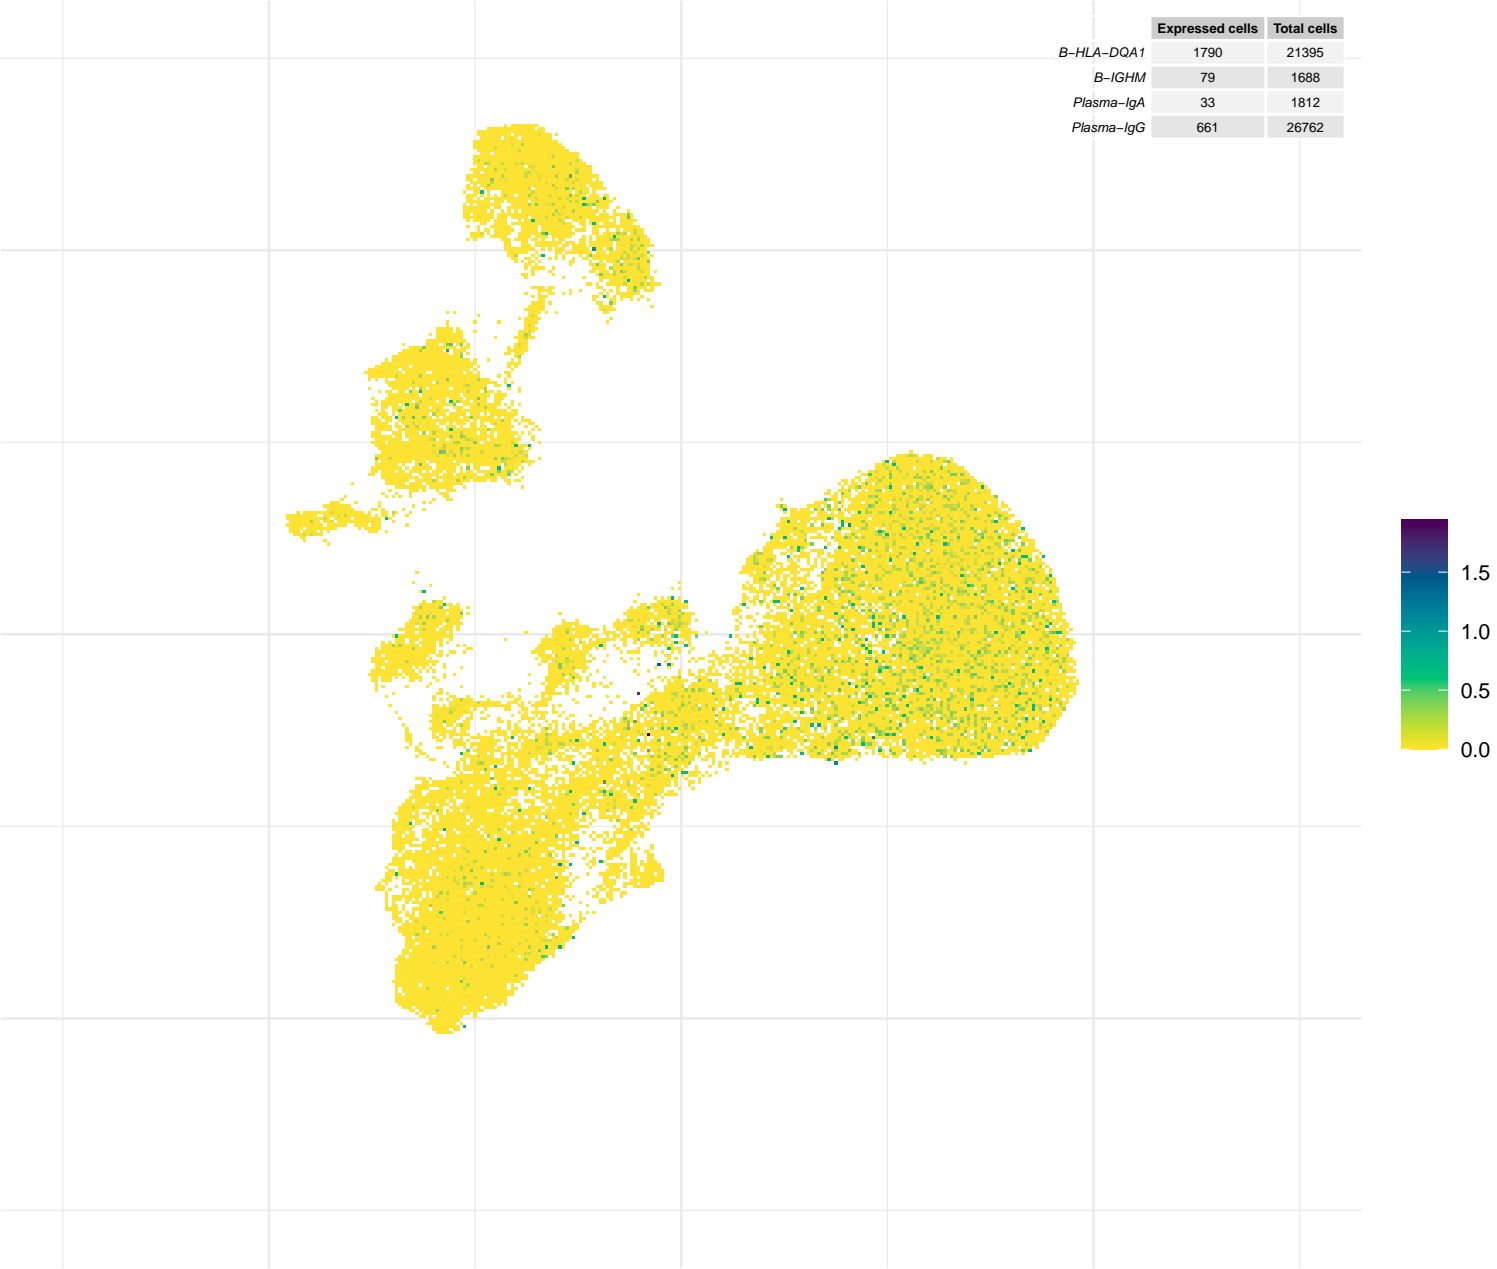 Expressed cells Total cells
B−HLA−DQA1 1790 21395
B−IGHM 79 1688
Plasma−IgA 33 1812
Plasma−IgG 661 26762
1.5
1.0
0.5
0.0